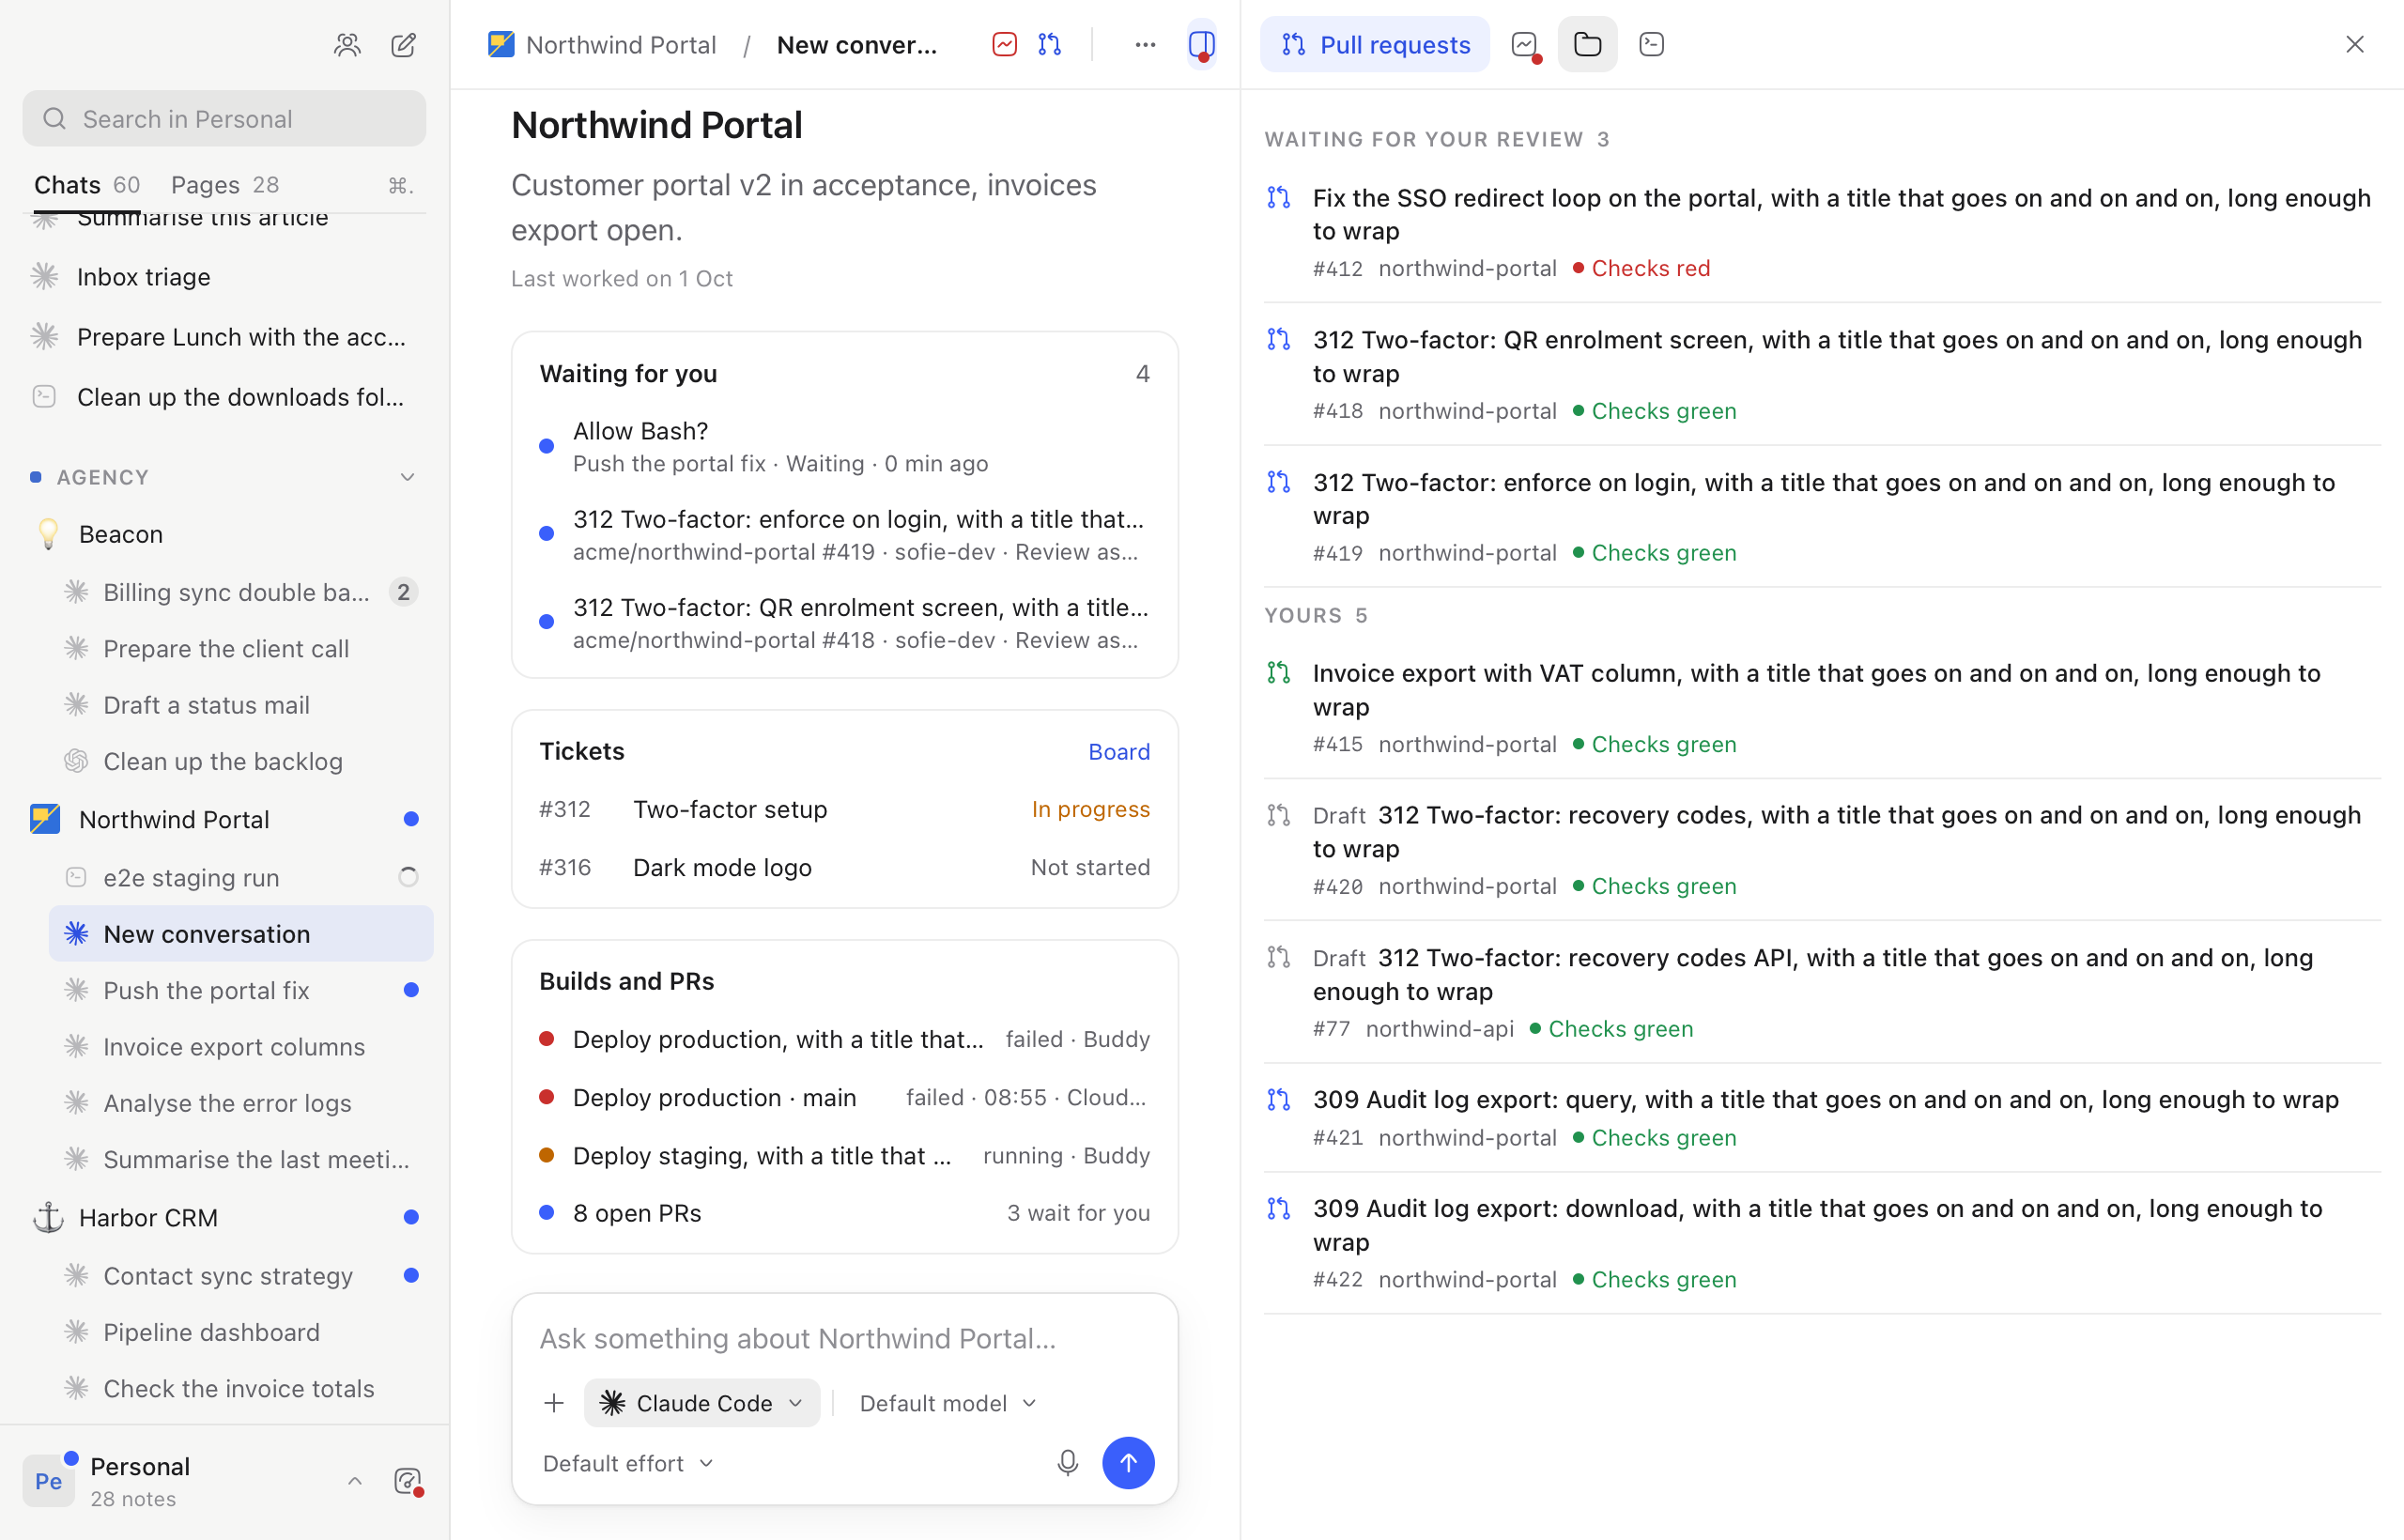 Search in Personal
Chats 60 Pages 28 ⌘.
Summarise this article
Inbox triage
Prepare Lunch with the acc...
Clean up the downloads fol...
AGENCY
Beacon
Billing sync double ba... 2
Prepare the client call
Draft a status mail
Clean up the backlog
Northwind Portal
e2e staging run
New conversation
Push the portal fix
Invoice export columns
Analyse the error logs
Summarise the last meeti...
Harbor CRM
Contact sync strategy
Pipeline dashboard
Check the invoice totals
Pe
Personal
28 notes
Northwind Portal / New conver...
Northwind Portal
Customer portal v2 in acceptance, invoices
export open.
Last worked on 1 Oct
Waiting for you 4
Allow Bash?
Push the portal fix · Waiting · 0 min ago
312 Two-factor: enforce on login, with a title that...
acme/northwind-portal #419 · sofie-dev · Review as...
312 Two-factor: QR enrolment screen, with a title...
acme/northwind-portal #418 · sofie-dev · Review as...
Tickets Board
#312 Two-factor setup In progress
#316 Dark mode logo Not started
Builds and PRs
Deploy production, with a title that... failed · Buddy
Deploy production · main failed · 08:55 · Cloud...
Deploy staging, with a title that ... running · Buddy
8 open PRs 3 wait for you
Ask something about Northwind Portal...
Claude Code Default model
Default effort
Pull requests
WAITING FOR YOUR REVIEW 3
Fix the SSO redirect loop on the portal, with a title that goes on and on and on, long enough
to wrap
#412 northwind-portal Checks red
312 Two-factor: QR enrolment screen, with a title that goes on and on and on, long enough
to wrap
#418 northwind-portal Checks green
312 Two-factor: enforce on login, with a title that goes on and on and on, long enough to
wrap
#419 northwind-portal Checks green
YOURS 5
Invoice export with VAT column, with a title that goes on and on and on, long enough to
wrap
#415 northwind-portal Checks green
Draft 312 Two-factor: recovery codes, with a title that goes on and on and on, long enough
to wrap
#420 northwind-portal Checks green
Draft 312 Two-factor: recovery codes API, with a title that goes on and on and on, long
enough to wrap
#77 northwind-api Checks green
309 Audit log export: query, with a title that goes on and on and on, long enough to wrap
#421 northwind-portal Checks green
309 Audit log export: download, with a title that goes on and on and on, long enough to
wrap
#422 northwind-portal Checks green